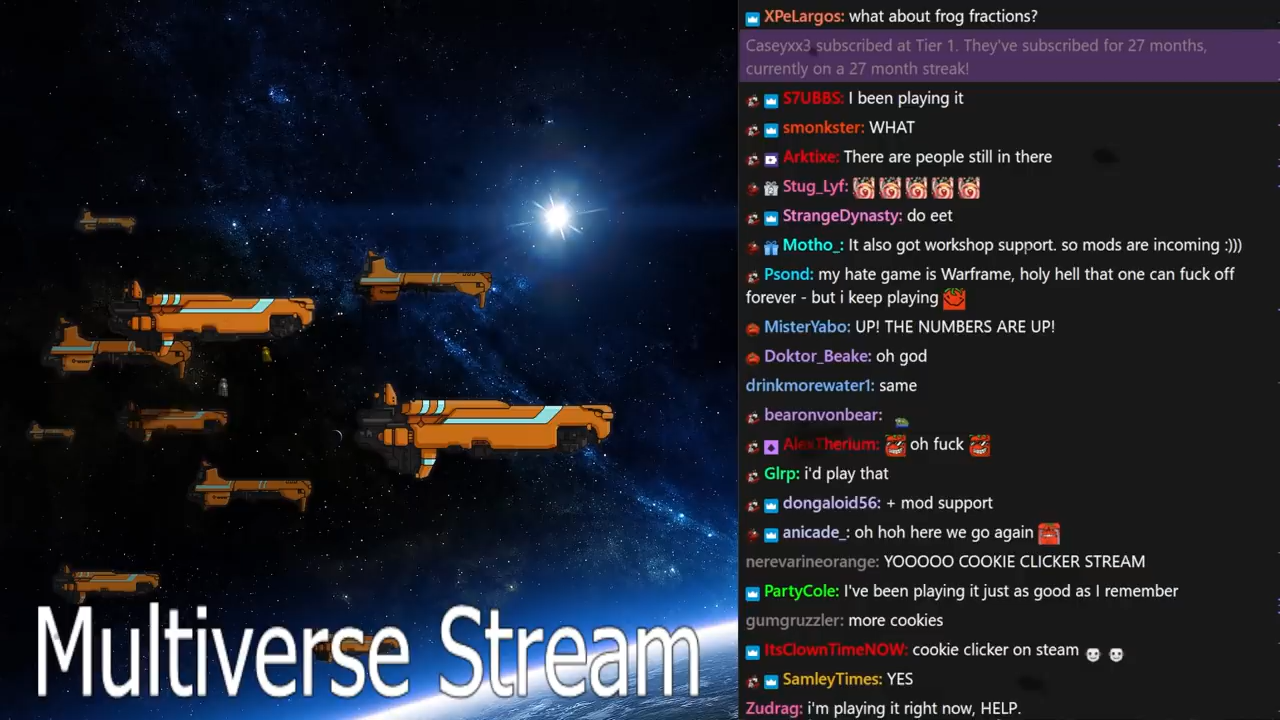 XPeLargos: what about frog fractions?
Caseyxx3 subscribed at Tier 1. They've subscribed for 27 months,
currently on a 27 month streak!
S7UBBS: I been playing it
smonkster: WHAT
Arktixe: There are people still in there
Stug_Lyf:
StrangeDynasty: do eet
Motho_: It also got workshop support. so mods are incoming :)))
Psond: my hate game is Warframe, holy hell that one can fuck off
forever - but i keep playing
MisterYabo: UP! THE NUMBERS ARE UP!
Doktor_Beake: oh god
drinkmorewater1: same
bearonvonbear:
AlexTherium: oh fuck
Glrp: i'd play that
dongaloid56: + mod support
anicade_: oh hoh here we go again
nerevarineorange: YOOOOO COOKIE CLICKER STREAM
PartyCole: I've been playing it just as good as I remember
gumgruzzler: more cookies
ItsClownTimeNOW: cookie clicker on steam
SamleyTimes: YES
Zudrag: i'm playing it right now, HELP.
Multiverse Stream